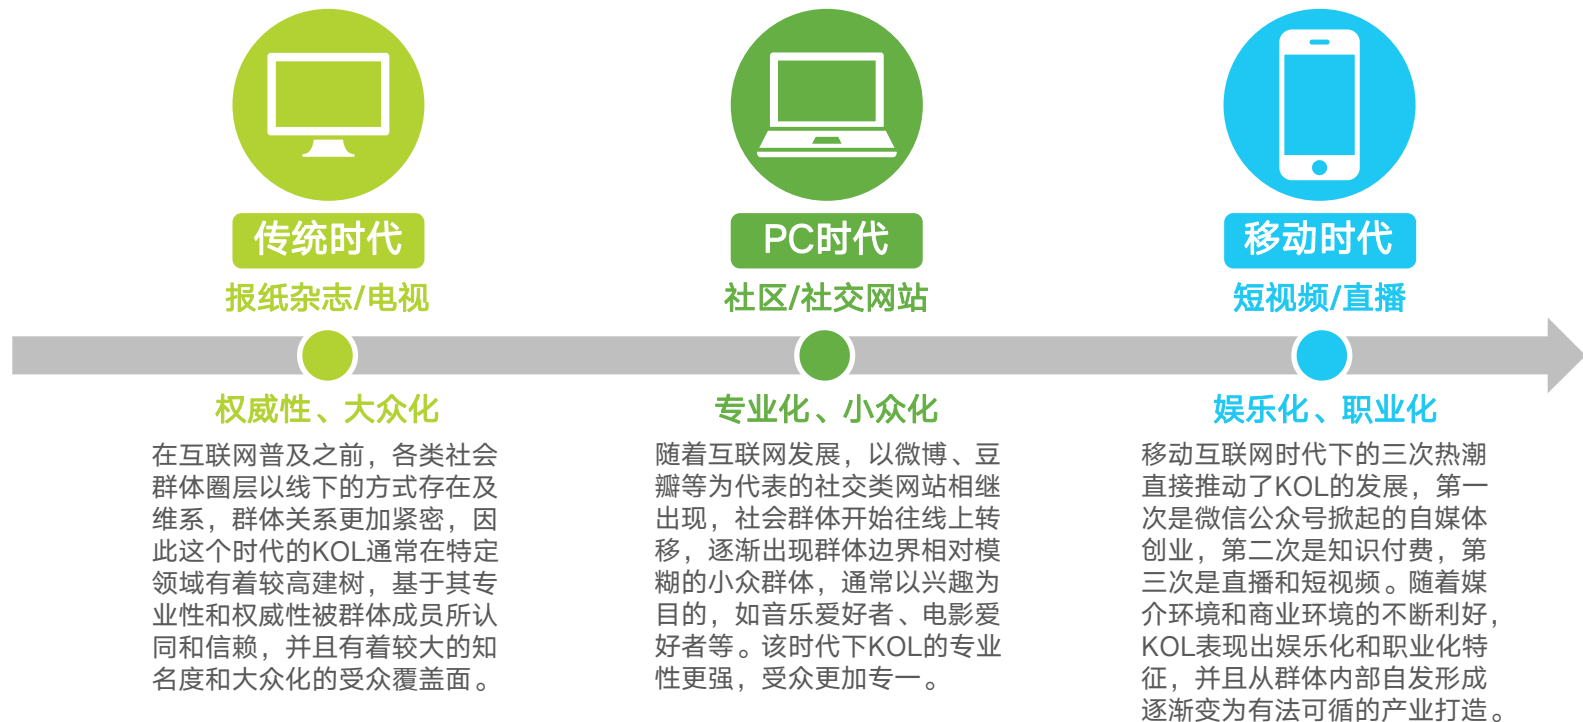 传统时代
报纸杂志/电视
权威性、大众化
在互联网普及之前，各类社会
群体圈层以线下的方式存在及
维系，群体关系更加紧密，因
此这个时代的KOL通常在特定
领域有着较高建树，基于其专
业性和权威性被群体成员所认
同和信赖，并且有着较大的知
名度和大众化的受众覆盖面。
PC时代
社区/社交网站
专业化、小众化
随着互联网发展，以微博、豆
瓣等为代表的社交类网站相继
出现，社会群体开始往线上转
移，逐渐出现群体边界相对模
糊的小众群体，通常以兴趣为
目的，如音乐爱好者、电影爱
好者等。该时代下KOL的专业
性更强，受众更加专一。
移动时代
短视频/直播
娱乐化、职业化
移动互联网时代下的三次热潮
直接推动了KOL的发展，第一
次是微信公众号掀起的自媒体
创业，第二次是知识付费，第
三次是直播和短视频。随着媒
介环境和商业环境的不断利好，
KOL表现出娱乐化和职业化特
征，并且从群体内部自发形成
逐渐变为有法可循的产业打造。